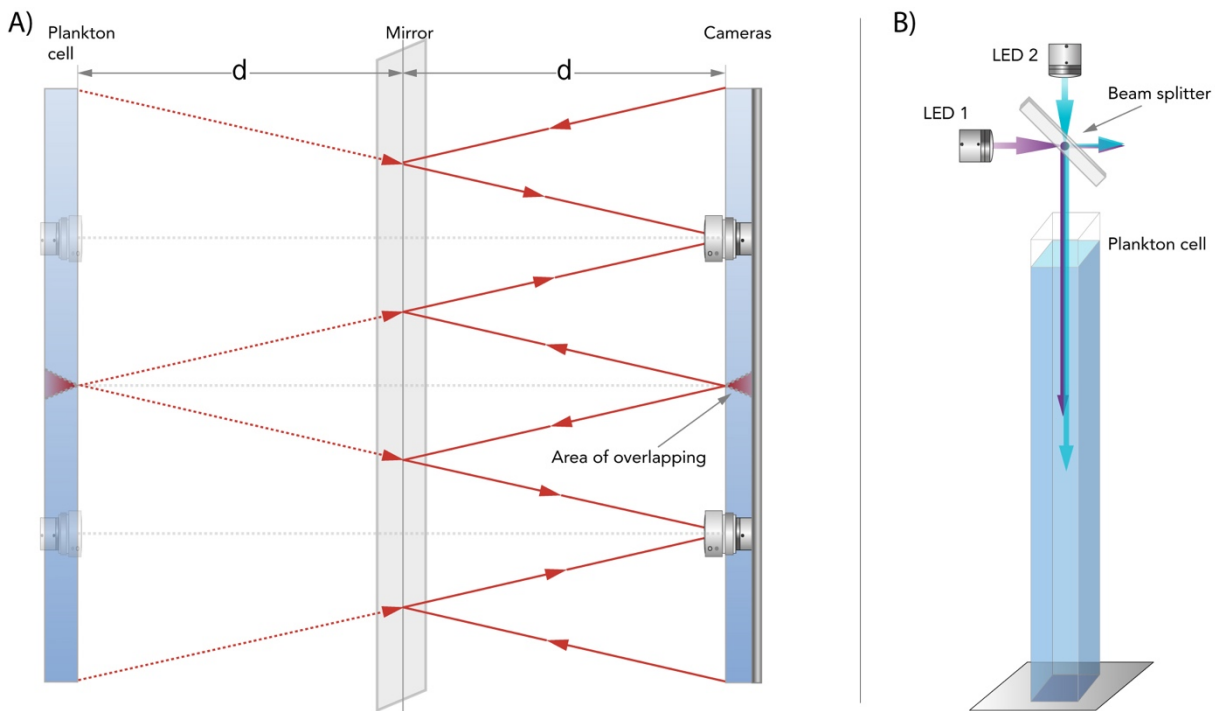 A)
Plankton
cell
Mirror
Cameras
d
d
Area of overlapping
B)
LED 2
Beam splitter
LED 1
Plankton cell